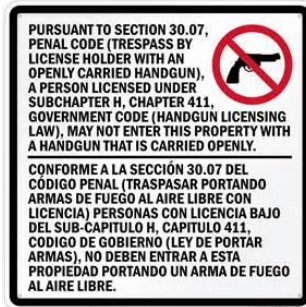 PURSUANT TO SECTION 30.07,
PENAL CODE (TRESPASS BY
LICENSE HOLDER WITH AN
OPENLY CARRIED HANDGUN),
A PERSON LICENSED UNDER
SUBCHAPTER H, CHAPTER 411,
GOVERNMENT CODE (HANDGUN LICENSING
LAW), MAY NOT ENTER THIS PROPERTY WITH
A HANDGUN THAT IS CARRIED OPENLY.
CONFORME A LA SECCIÓN 30.07 DEL
CÓDIGO PENAL (TRASPASAR PORTANDO
ARMAS DE FUEGO AL AIRE LIBRE CON
LICENCIA) PERSONAS CON LICENCIA BAJO
DEL SUB-CAPITULO H, CAPITULO 411,
CODIGO DE GOBIERNO (LEY DE PORTAR
ARMAS), NO DEBEN ENTRAR A ESTA
PROPIEDAD PORTANDO UN ARMA DE FUEGO
AL AIRE LIBRE.